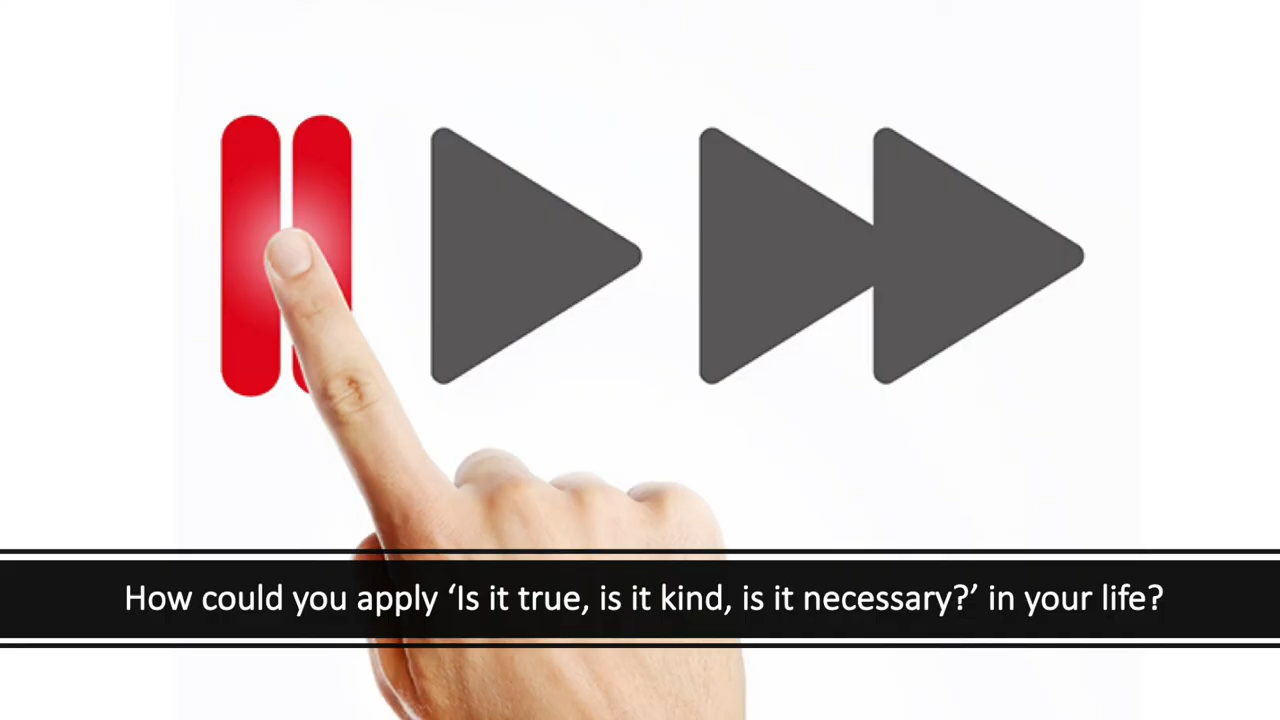 How could you apply ‘Is it true, is it kind, is it necessary?’ in your life?